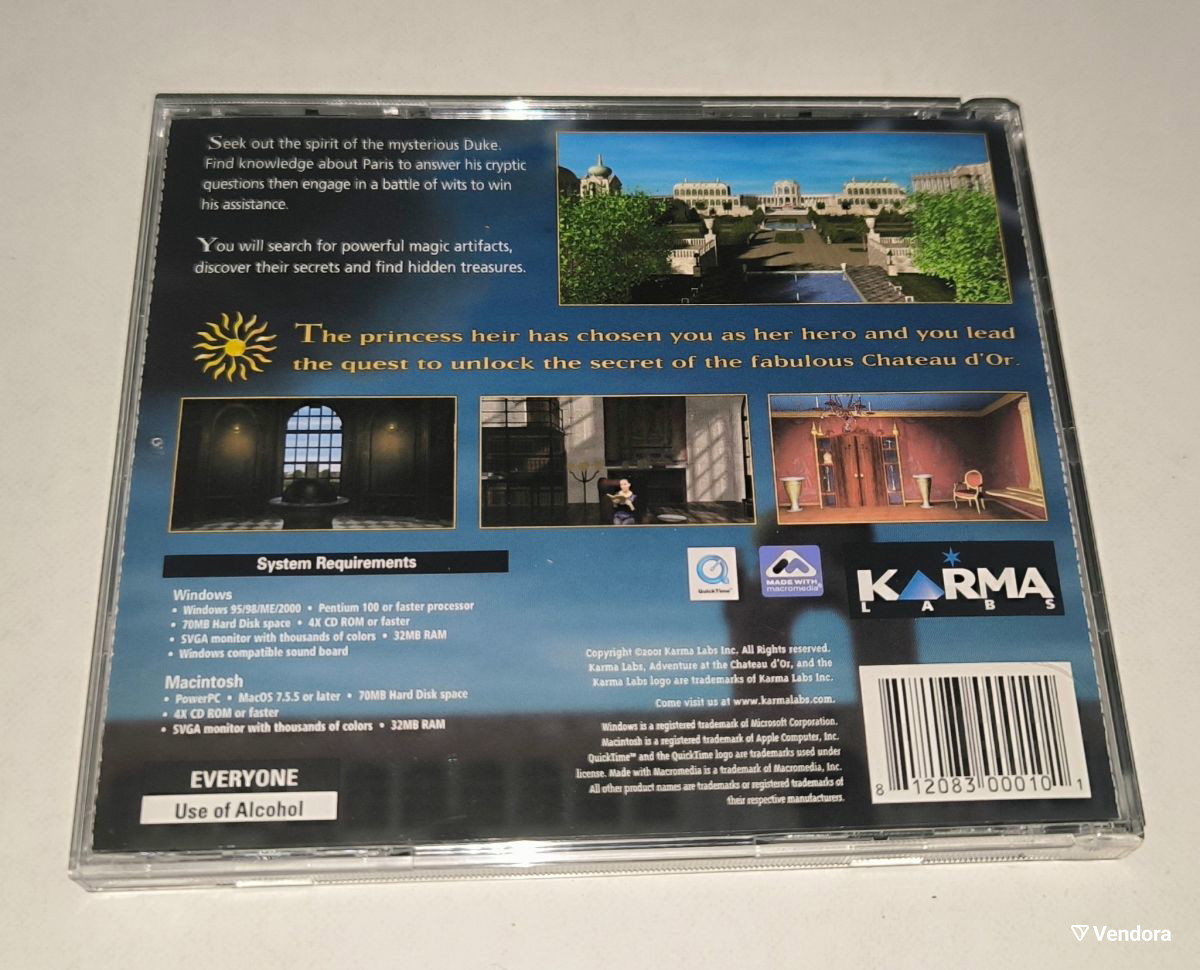 Seek out the spirit of the mysterious Duke.
Find knowledge about Paris to answer his cryptic
questions then engage in a battle of wits to win
his assistance.
You will search for powerful magic artifacts,
discover their secrets and find hidden treasures.
The princess heir has chosen you as her hero and you lead
the quest to unlock the secret of the fabulous Chateau d'Or.
System Requirements
Windows
• Windows 95/98/ME/2000 • Pentium 100 or faster processor
• 70MB Hard Disk space • 4X CD ROM or faster
• SVGA monitor with thousands of colors • 32MB RAM
• Windows compatible sound board
Macintosh
• PowerPC • MacOS 7.5.5 or later • 70MB Hard Disk space
• 4X CD ROM or faster
• SVGA monitor with thousands of colors • 32MB RAM
EVERYONE
Use of Alcohol
QuickTime™
MADE WITH
macromedia®
KARMA
LABS
Copyright ©2001 Karma Labs Inc. All Rights reserved.
Karma Labs, Adventure at the Chateau d'Or, and the
Karma Labs logo are trademarks of Karma Labs Inc.
Come visit us at www.karmalabs.com.
Windows is a registered trademark of Microsoft Corporation.
Macintosh is a registered trademark of Apple Computer, Inc.
QuickTime™ and the QuickTime logo are trademarks used under
license. Made with Macromedia is a trademark of Macromedia, Inc.
All other product names are trademarks or registered trademarks of
their respective manufacturers.
8 12083 00010 1
Vendora